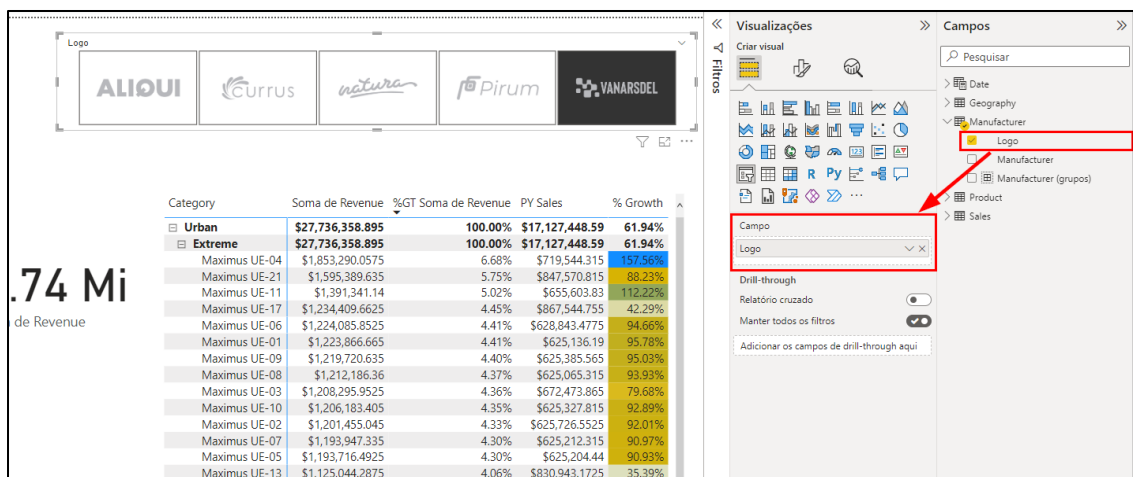 Logo
ALIQUI
Currus
natura
Pirum
VANARSDEL
Category Soma de Revenue %GT Soma de Revenue PY Sales % Growth
Urban $27,736,358.895 100.00% $17,127,448.59 61.94%
Extreme $27,736,358.895 100.00% $17,127,448.59 61.94%
Maximus UE-04 $1,853,290.0575 6.68% $719,544.315 157.56%
Maximus UE-21 $1,595,389.635 5.75% $847,570.815 88.23%
Maximus UE-11 $1,391,341.14 5.02% $655,603.83 112.22%
Maximus UE-17 $1,234,409.6625 4.45% $867,544.755 42.29%
Maximus UE-06 $1,224,085.8525 4.41% $628,843.4775 94.66%
Maximus UE-01 $1,223,866.665 4.41% $625,136.19 95.78%
Maximus UE-09 $1,219,720.635 4.40% $625,385.565 95.03%
Maximus UE-08 $1,212,186.36 4.37% $625,065.315 93.93%
Maximus UE-03 $1,208,295.9525 4.36% $672,473.865 79.68%
Maximus UE-10 $1,206,183.405 4.35% $625,327.815 92.89%
Maximus UE-02 $1,201,455.045 4.33% $625,726.5525 92.01%
Maximus UE-07 $1,193,947.335 4.30% $625,212.315 90.97%
Maximus UE-05 $1,193,716.4925 4.30% $625,204.44 90.93%
Maximus UE-13 $1,125,044.2875 4.06% $830,943.1725 35.39%
.74 Mi
de Revenue
Filtros
Visualizações
Criar visual
123
R Py
Campo
Logo
Drill-through
Relatório cruzado
Manter todos os filtros
Adicionar os campos de drill-through aqui
Campos
Pesquisar
Date
Geography
Manufacturer
Logo
Manufacturer
Manufacturer (grupos)
Product
Sales